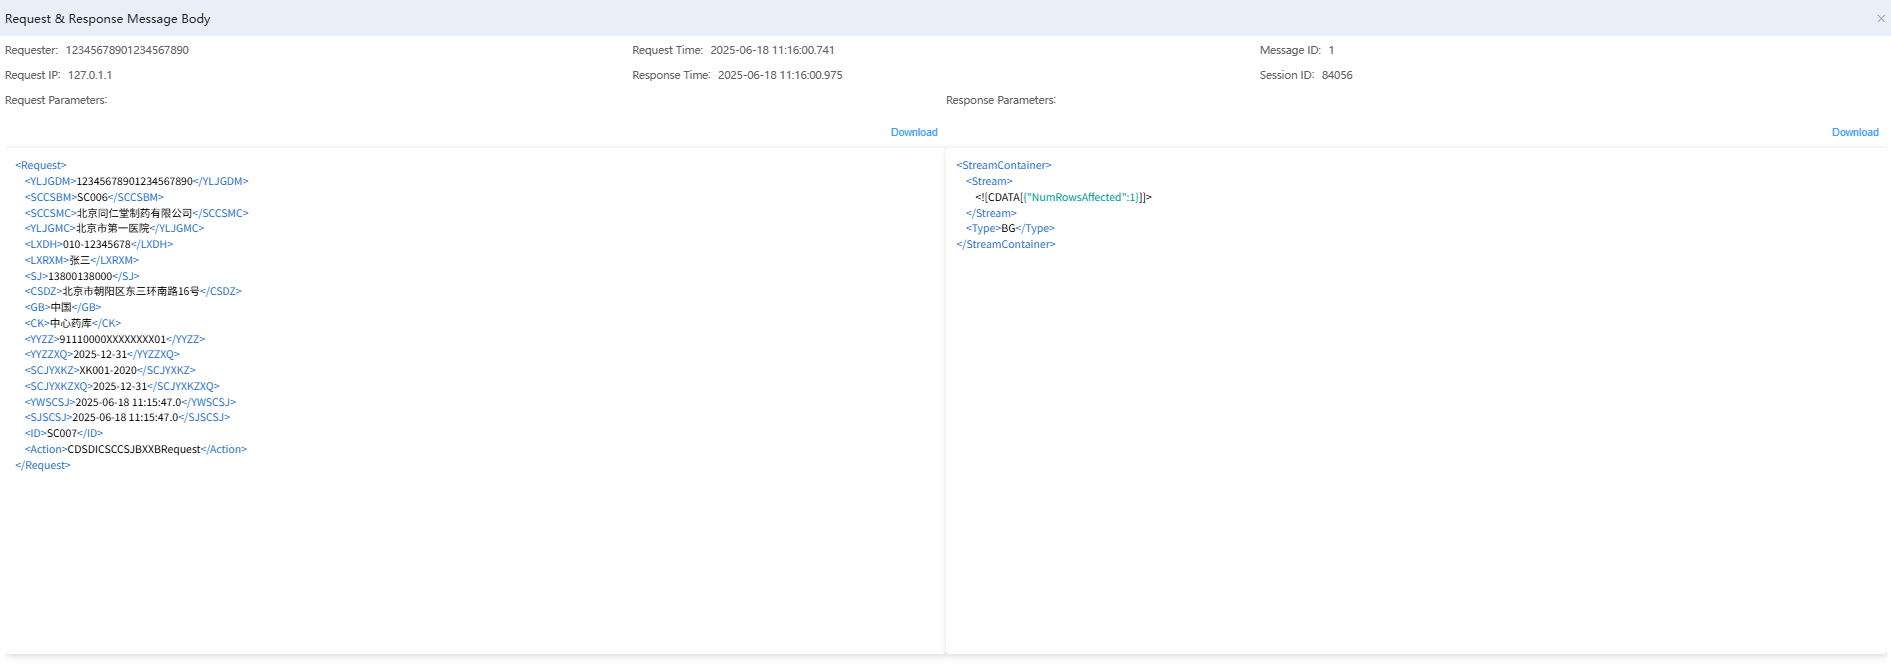 Request & Response Message Body
×
Requester: 12345678901234567890
Request Time: 2025-06-18 11:16:00.741
Message ID: 1
Request IP: 127.0.1.1
Response Time: 2025-06-18 11:16:00.975
Session ID: 84056
Request Parameters:
Response Parameters:
Download
Download
<Request>
<YLJGDM>12345678901234567890</YLJGDM>
<SCCSBM>SC006</SCCSBM>
<SCCSMC>北京同仁堂制药有限公司</SCCSMC>
<YLJGMC>北京市第一医院</YLJGMC>
<LXDH>010-12345678</LXDH>
<LXRXM>张三</LXRXM>
<SJ>13800138000</SJ>
<CSDZ>北京市朝阳区东三环南路16号</CSDZ>
<GB>中国</GB>
<CK>中心药库</CK>
<YYZZ>91110000XXXXXXXX01</YYZZ>
<YYZZXQ>2025-12-31</YYZZXQ>
<SCJYXKZ>XK001-2020</SCJYXKZ>
<SCJYXKZXQ>2025-12-31</SCJYXKZXQ>
<YWSCSJ>2025-06-18 11:15:47.0</YWSCSJ>
<SJSCSJ>2025-06-18 11:15:47.0</SJSCSJ>
<ID>SC007</ID>
<Action>CDSDICSCCSJBXXBRequest</Action>
</Request>
<StreamContainer>
<Stream>
<![CDATA[{"NumRowsAffected":1}]]>
</Stream>
<Type>BG</Type>
</StreamContainer>